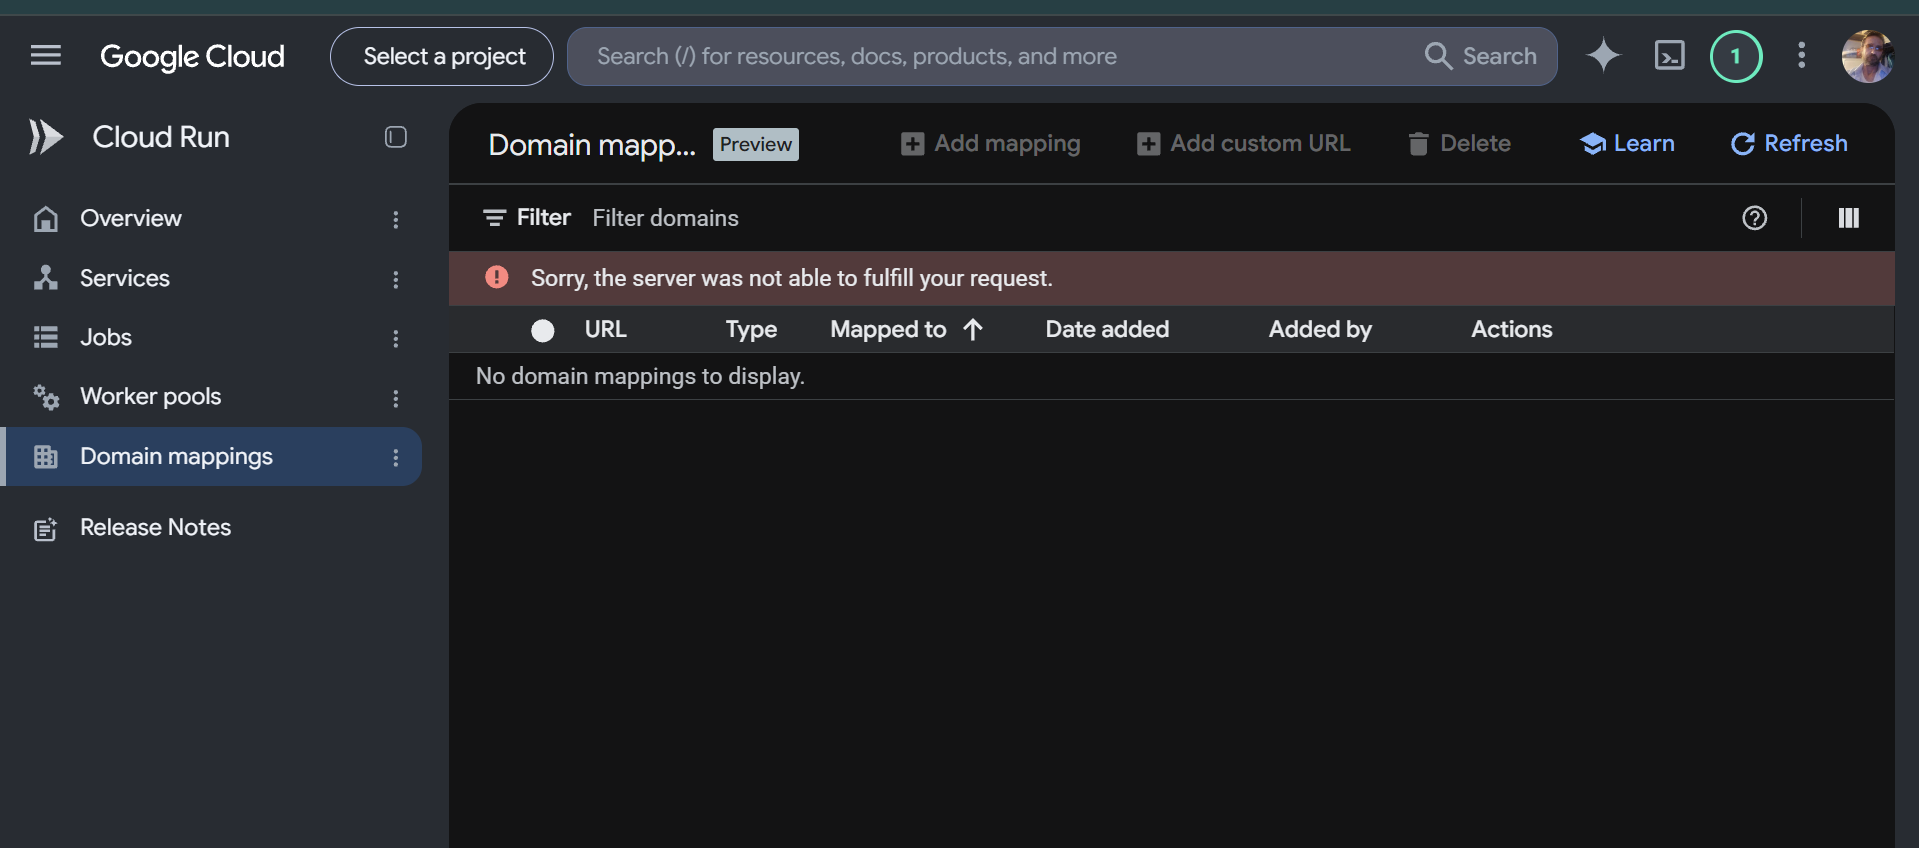 Google Cloud
Select a project
Search (/) for resources, docs, products, and more
Search
1
Cloud Run
Domain mapp...
Preview
Add mapping
Add custom URL
Delete
Learn
Refresh
Overview
Services
Jobs
Worker pools
Domain mappings
Release Notes
Filter
Filter domains
Sorry, the server was not able to fulfill your request.
URL
Type
Mapped to
Date added
Added by
Actions
No domain mappings to display.